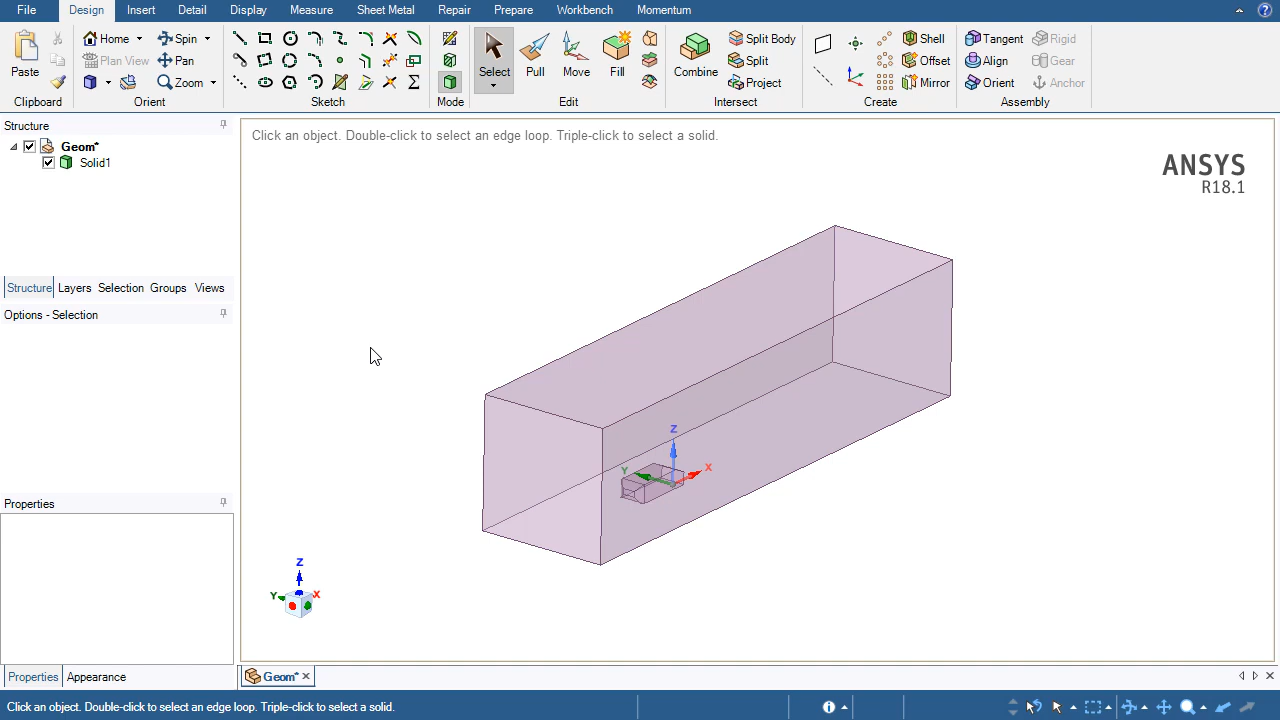 File Design Insert Detail Display Measure Sheet Metal Repair Prepare Workbench Momentum
Paste
Clipboard
Home
Plan View
Spin
Pan
Zoom
Orient
Sketch
Mode
Select
Pull
Move
Fill
Edit
Combine
Split Body
Split
Project
Intersect
Shell
Offset
Mirror
Create
Tangent
Align
Orient
Rigid
Gear
Anchor
Assembly
Structure
Geom*
Solid1
Structure Layers Selection Groups Views
Options - Selection
Properties
Properties Appearance
Click an object. Double-click to select an edge loop. Triple-click to select a solid.
ANSYS
R18.1
Z
Y
X
Z
Y
X
Geom*
Click an object. Double-click to select an edge loop. Triple-click to select a solid.